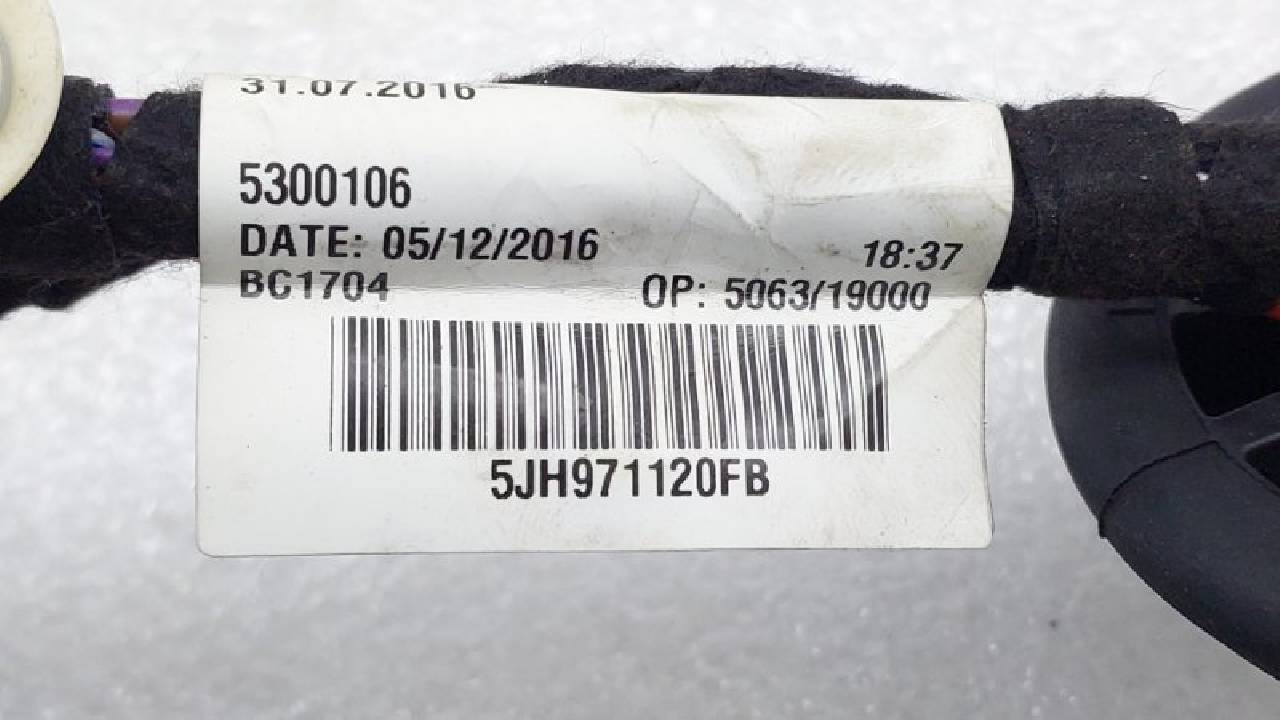 31.07.2016
5300106
DATE: 05/12/2016 18:37
BC1704 OP: 5063/19000
5JH971120FB